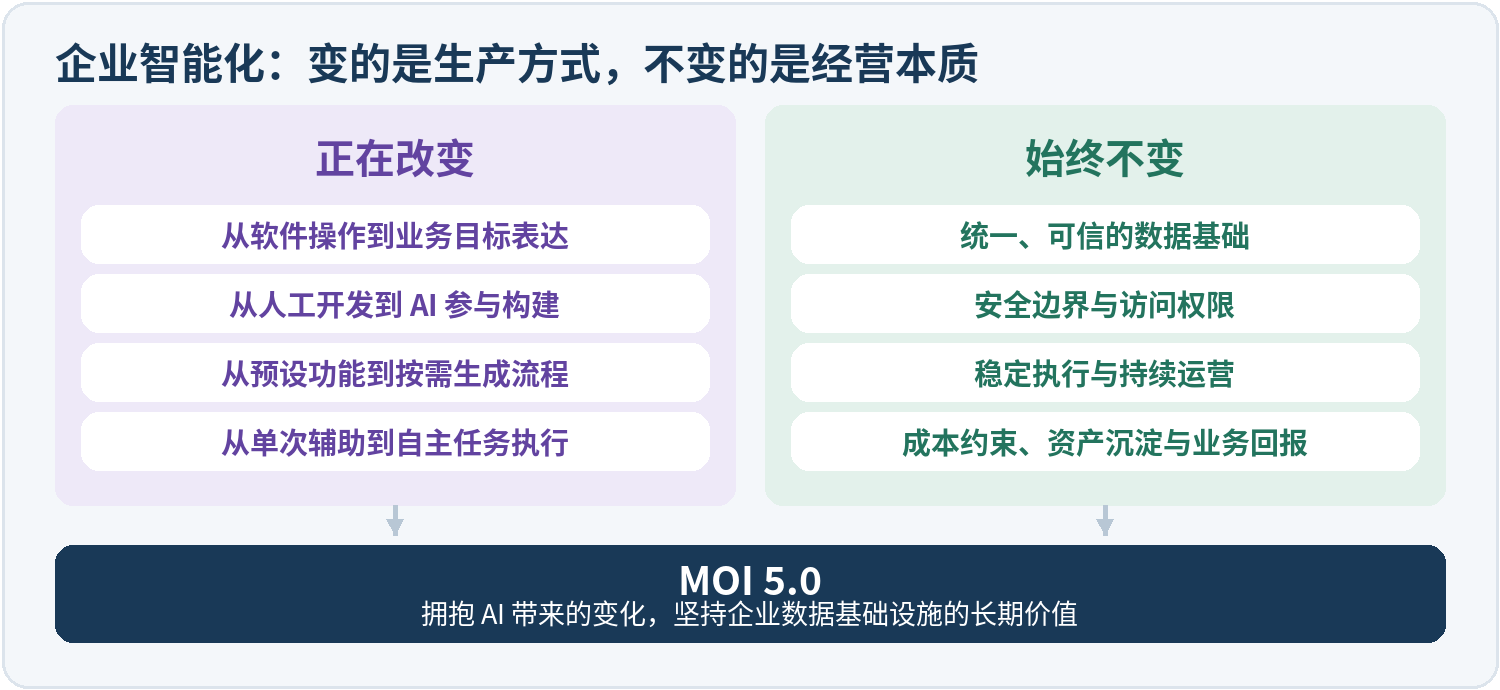 企业智能化：变的是生产方式，不变的是经营本质
正在改变
从软件操作到业务目标表达
从人工开发到 AI 参与构建
从预设功能到按需生成流程
从单次辅助到自主任务执行
始终不变
统一、可信的数据基础
安全边界与访问权限
稳定执行与持续运营
成本约束、资产沉淀与业务回报
MOI 5.0
拥抱 AI 带来的变化，坚持企业数据基础设施的长期价值